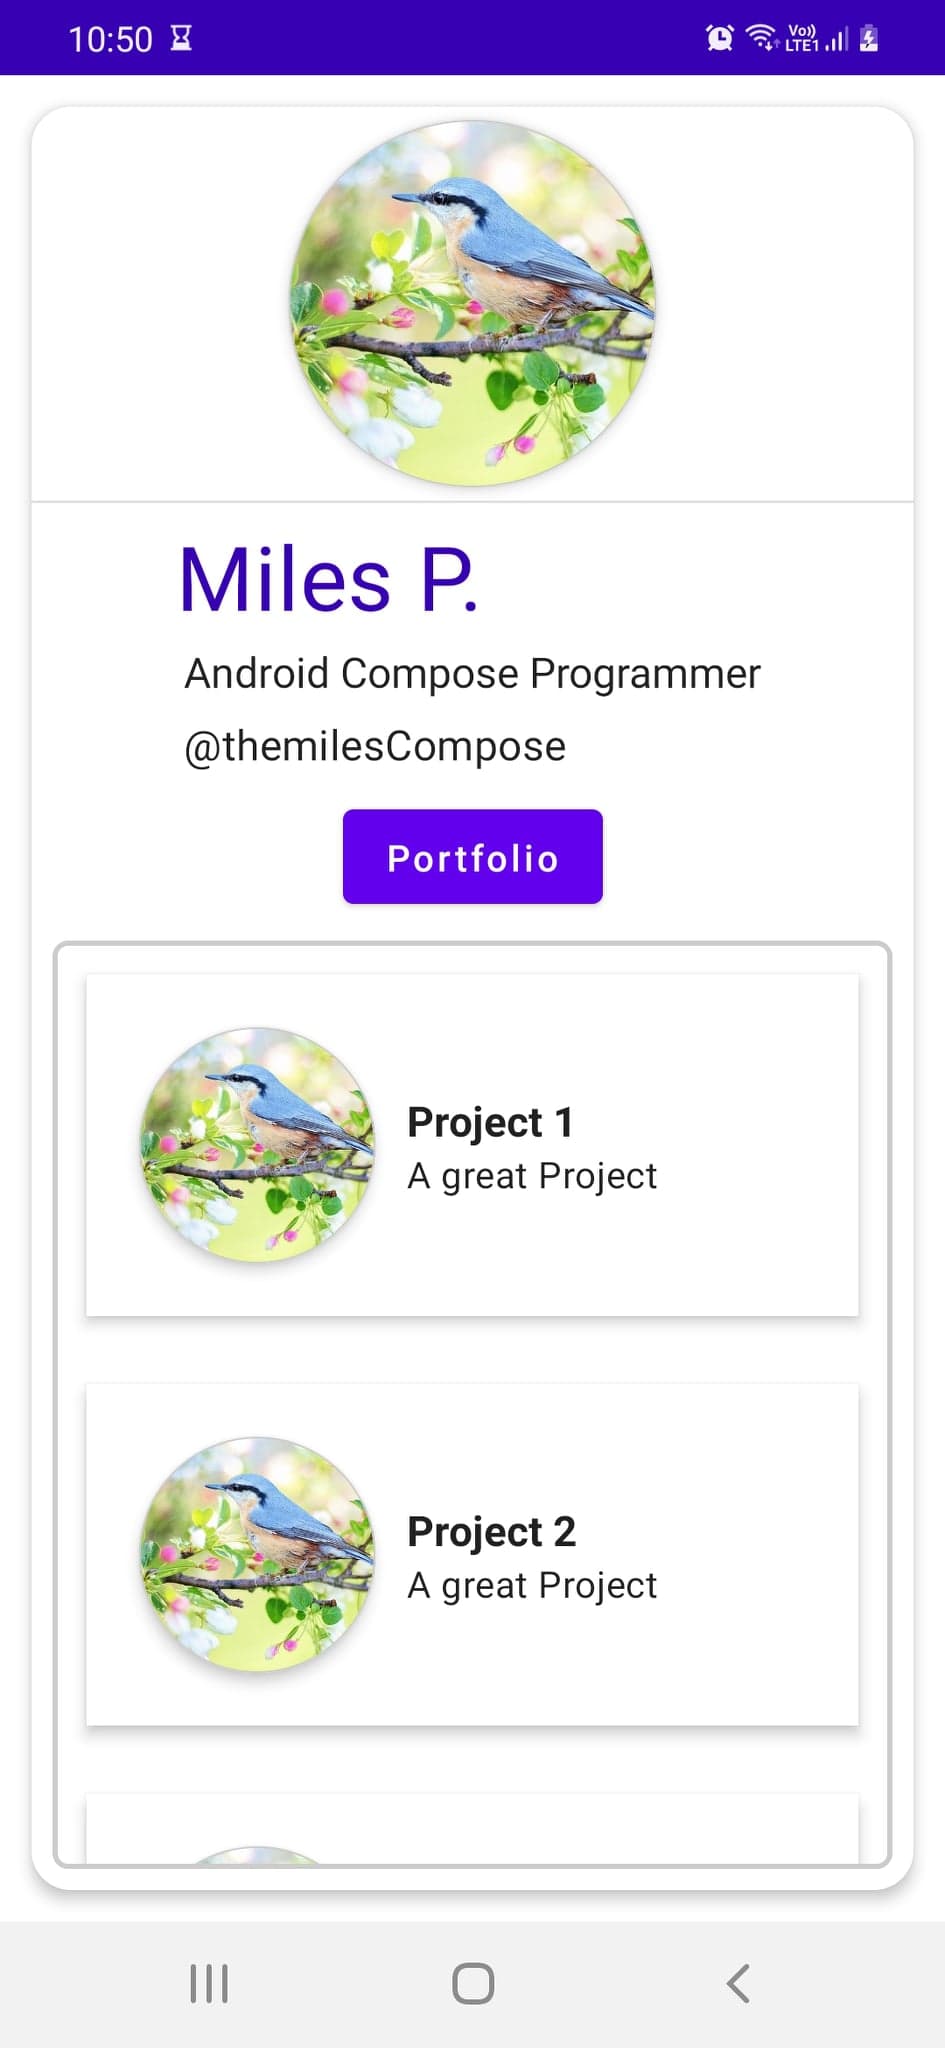 10:50
Vo)) LTE1
Miles P.
Android Compose Programmer
@themilesCompose
Portfolio
Project 1
A great Project
Project 2
A great Project